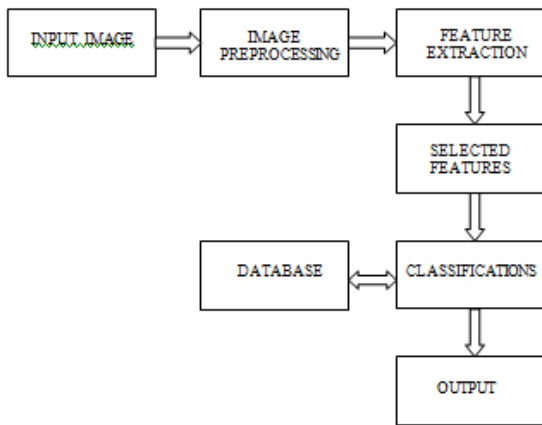 INPUT IMAGE
IMAGE
PREPROCESSING
FEATURE
EXTRACTION
SELECTED
FEATURES
DATABASE
CLASSIFICATIONS
OUTPUT